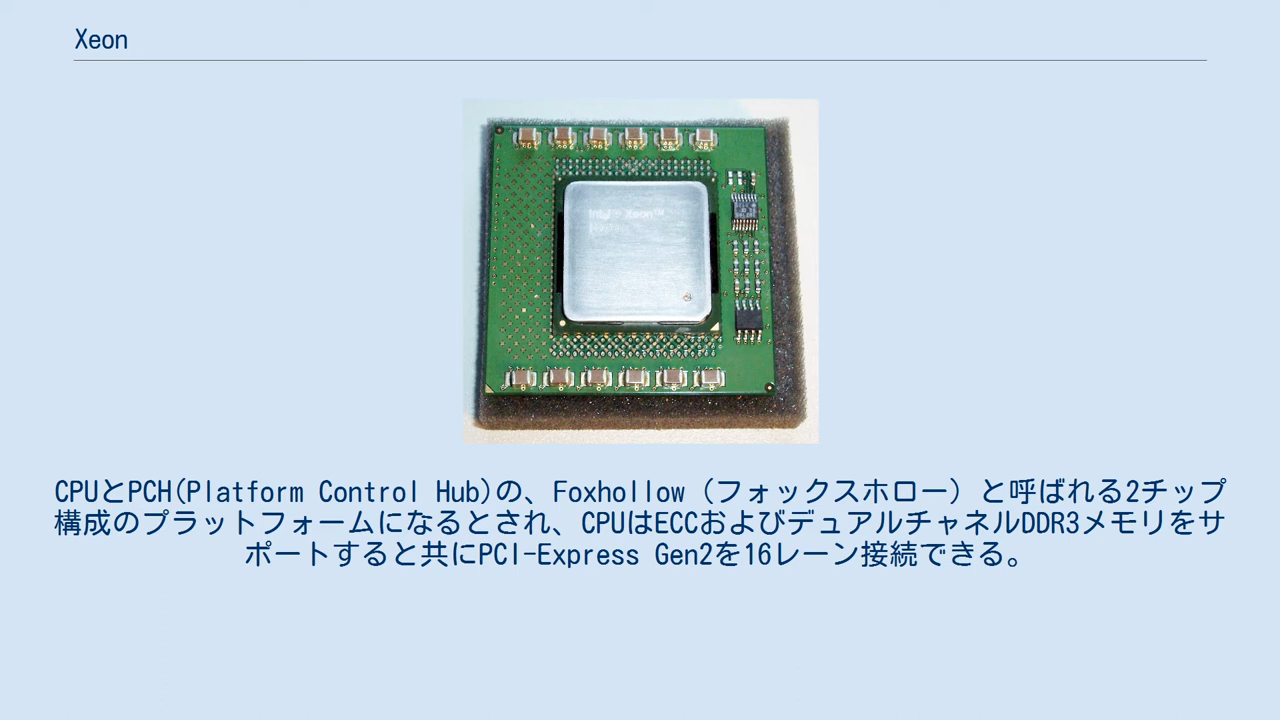 Xeon
intel Xeon™
CPUとPCH(Platform Control Hub)の、Foxhollow（フォックスホロー）と呼ばれる2チップ
構成のプラットフォームになるとされ、CPUはECCおよびデュアルチャネルDDR3メモリをサ
ポートすると共にPCI-Express Gen2を16レーン接続できる。